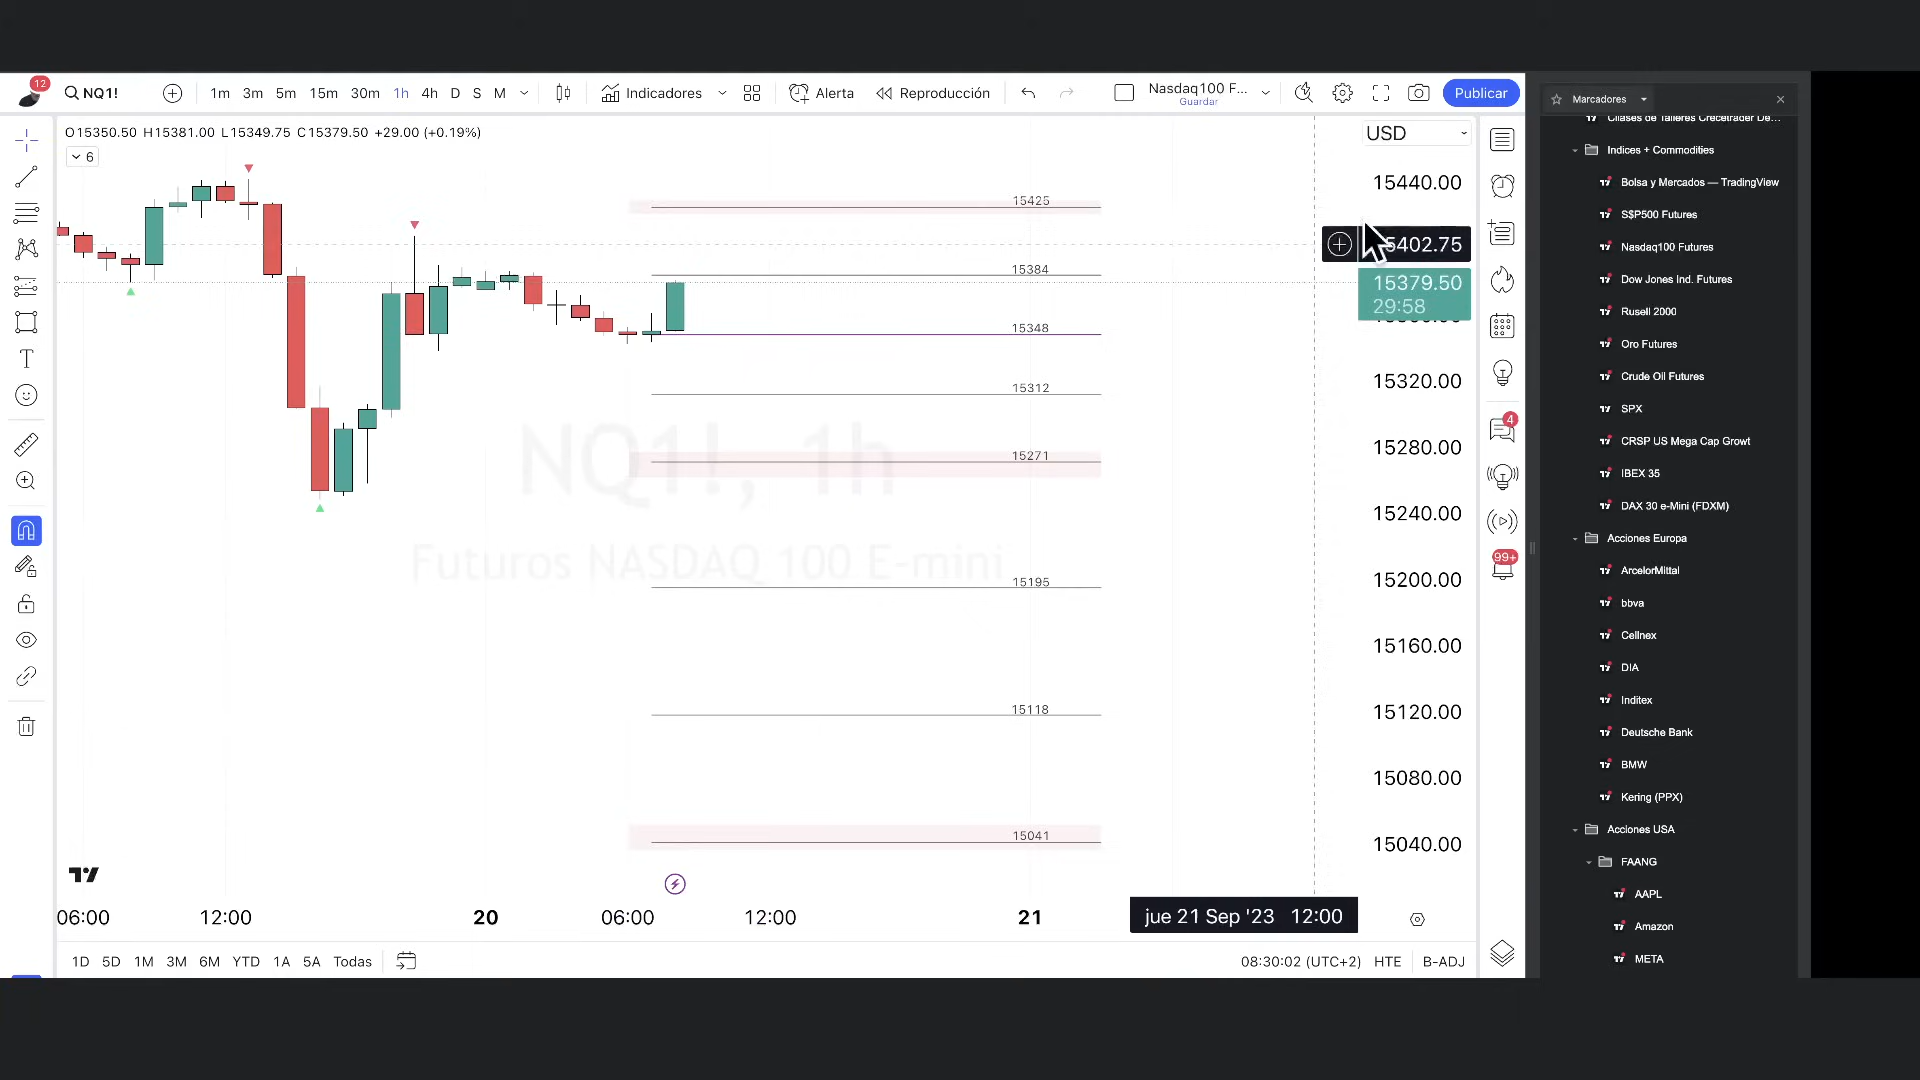 12
NQ1!
1m 3m 5m 15m 30m 1h 4h D S M
Indicadores
Alerta
Reproducción
Nasdaq100 F...
Guardar
Publicar
O15350.50 H15381.00 L15349.75 C15379.50 +29.00 (+0.19%)
6
USD
15440.00
5402.75
15379.50
29:58
15320.00
15280.00
15240.00
15200.00
15160.00
15120.00
15080.00
15040.00
15425
15384
15348
15312
15271
15195
15118
15041
NQ1!, 1h
Futuros NASDAQ 100 E-mini
T
4
99+
06:00 12:00 20 06:00 12:00 21
jue 21 Sep '23 12:00
1D 5D 1M 3M 6M YTD 1A 5A Todas
08:30:02 (UTC+2) HTE B-ADJ
Marcadores
Indices + Commodities
Bolsa y Mercados — TradingView
S$P500 Futures
Nasdaq100 Futures
Dow Jones Ind. Futures
Rusell 2000
Oro Futures
Crude Oil Futures
SPX
CRSP US Mega Cap Growt
IBEX 35
DAX 30 e-Mini (FDXM)
Acciones Europa
ArcelorMittal
bbva
Cellnex
DIA
Inditex
Deutsche Bank
BMW
Kering (PPX)
Acciones USA
FAANG
AAPL
Amazon
META